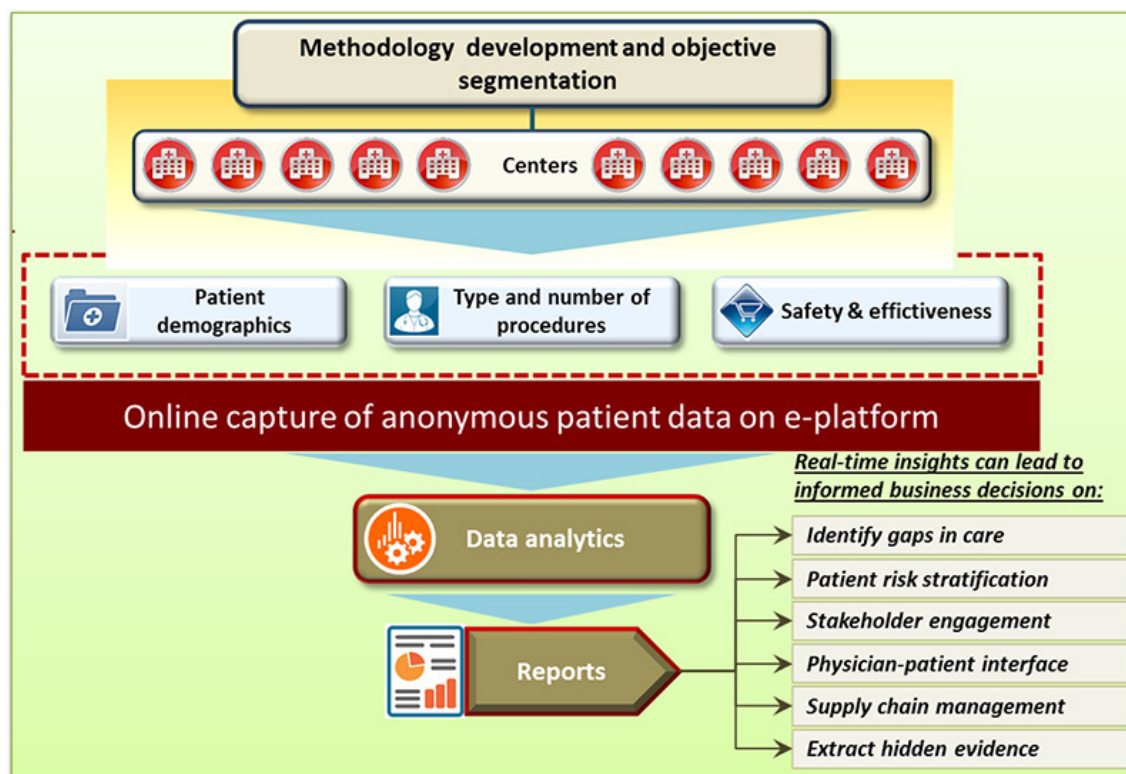 Methodology development and objective
segmentation
Centers
Patient
demographics
Type and number of
procedures
Safety & effictiveness
Online capture of anonymous patient data on e-platform
Real-time insights can lead to
informed business decisions on:
Data analytics
Identify gaps in care
Patient risk stratification
Stakeholder engagement
Reports
Physician-patient interface
Supply chain management
Extract hidden evidence